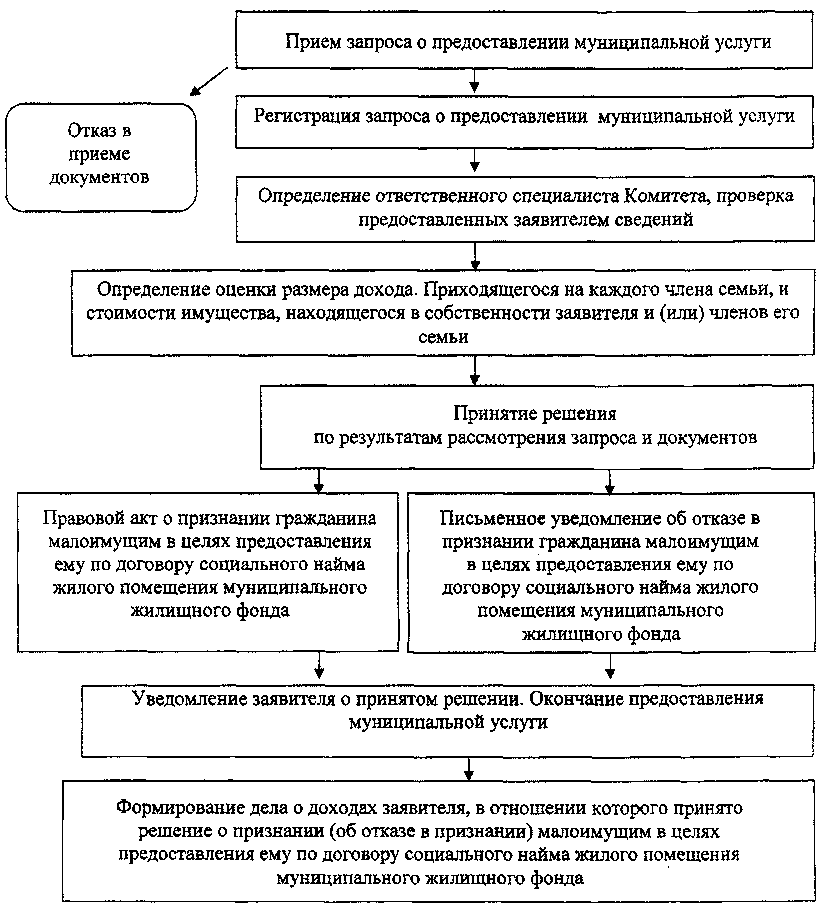 Прием запроса о предоставлении муниципальной услуги
Отказ в
приеме
документов
Регистрация запроса о предоставлении муниципальной услуги
Определение ответственного специалиста Комитета, проверка
предоставленных заявителем сведений
Определение оценки размера дохода. Приходящегося на каждого члена семьи, и
стоимости имущества, находящегося в собственности заявителя и (или) членов его
семьи
Принятие решения
по результатам рассмотрения запроса и документов
Правовой акт о признании гражданина
малоимущим в целях предоставления
ему по договору социального найма
жилого помещения муниципального
жилищного фонда
Письменное уведомление об отказе в
признании гражданина малоимущим
в целях предоставления ему по
договору социального найма жилого
помещения муниципального
жилищного фонда
Уведомление заявителя о принятом решении. Окончание предоставления
муниципальной услуги
Формирование дела о доходах заявителя, в отношении которого принято
решение о признании (об отказе в признании) малоимущим в целях
предоставления ему по договору социального найма жилого помещения
муниципального жилищного фонда